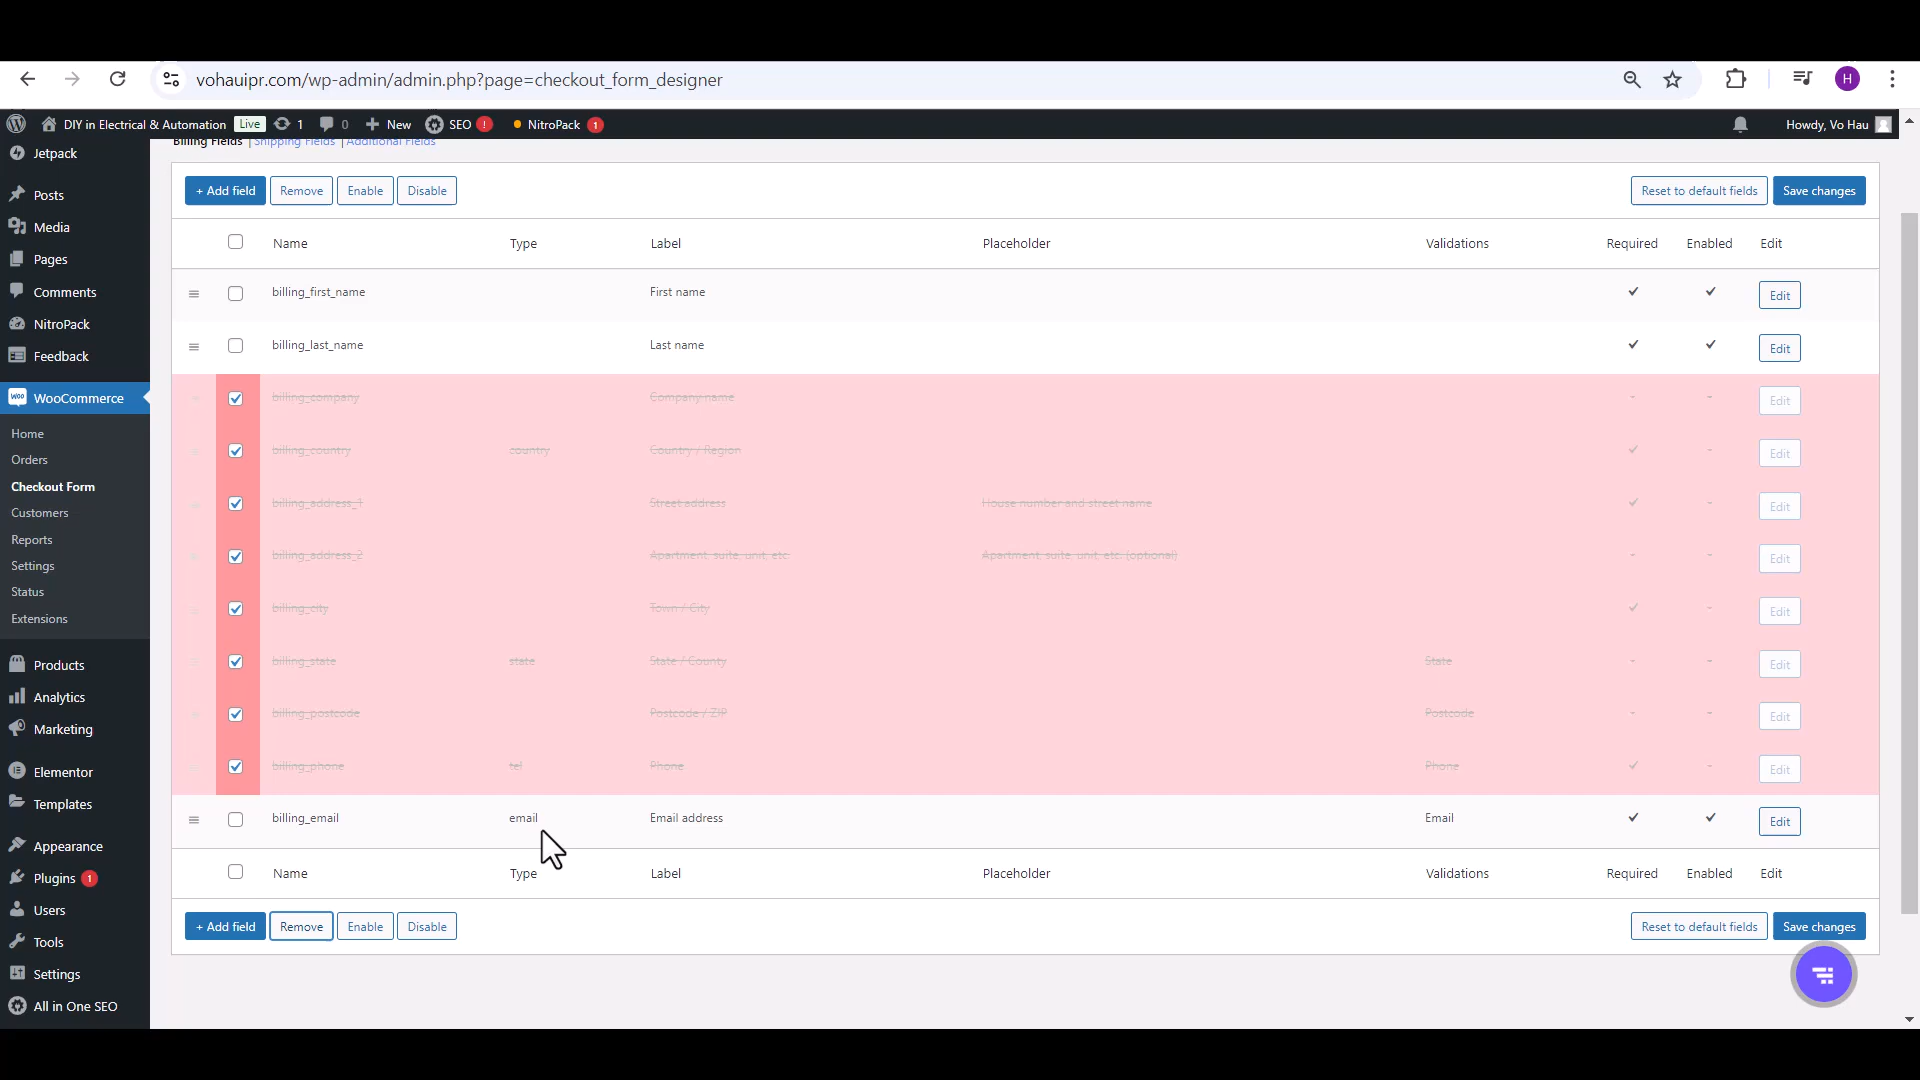 vohauipr.com/wp-admin/admin.php?page=checkout_form_designer
H
DIY in Electrical & Automation Live 1 0 New SEO ! NitroPack 1 Howdy, Vo Hau
Jetpack
Posts
Media
Pages
Comments
NitroPack
Feedback
Woo WooCommerce
Home
Orders
Checkout Form
Customers
Reports
Settings
Status
Extensions
Products
Analytics
Marketing
Elementor
Templates
Appearance
Plugins 1
Users
Tools
Settings
All in One SEO
Billing Fields | Shipping Fields | Additional Fields
+ Add field Remove Enable Disable Reset to default fields Save changes
Name Type Label Placeholder Validations Required Enabled Edit
billing_first_name First name Edit
billing_last_name Last name Edit
billing_company Company name - - Edit
billing_country country Country / Region - Edit
billing_address_1 Street address House number and street name - Edit
billing_address_2 Apartment, suite, unit, etc. Apartment, suite, unit, etc. (optional) - - Edit
billing_city Town / City - Edit
billing_state state State / County State - - Edit
billing_postcode Postcode / ZIP Postcode - - Edit
billing_phone tel Phone Phone - Edit
billing_email email Email address Email Edit
Name Type Label Placeholder Validations Required Enabled Edit
+ Add field Remove Enable Disable Reset to default fields Save changes